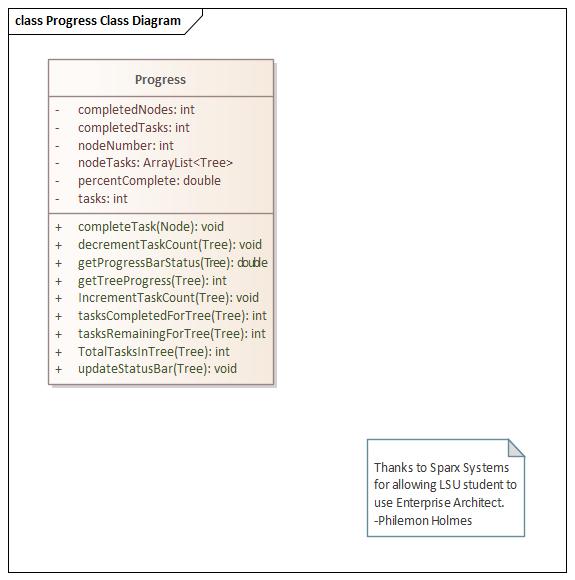 class Progress Class Diagram
Progress
- completedNodes: int
- completedTasks: int
- nodeNumber: int
- nodeTasks: ArrayList<Tree>
- percentComplete: double
- tasks: int
+ completeTask(Node): void
+ decrementTaskCount(Tree): void
+ getProgressBarStatus(Tree): double
+ getTreeProgress(Tree): int
+ IncrementTaskCount(Tree): void
+ tasksCompletedForTree(Tree): int
+ tasksRemainingForTree(Tree): int
+ TotalTasksInTree(Tree): int
+ updateStatusBar(Tree): void
Thanks to Sparx Systems
for allowing LSU student to
use Enterprise Architect.
-Philemon Holmes